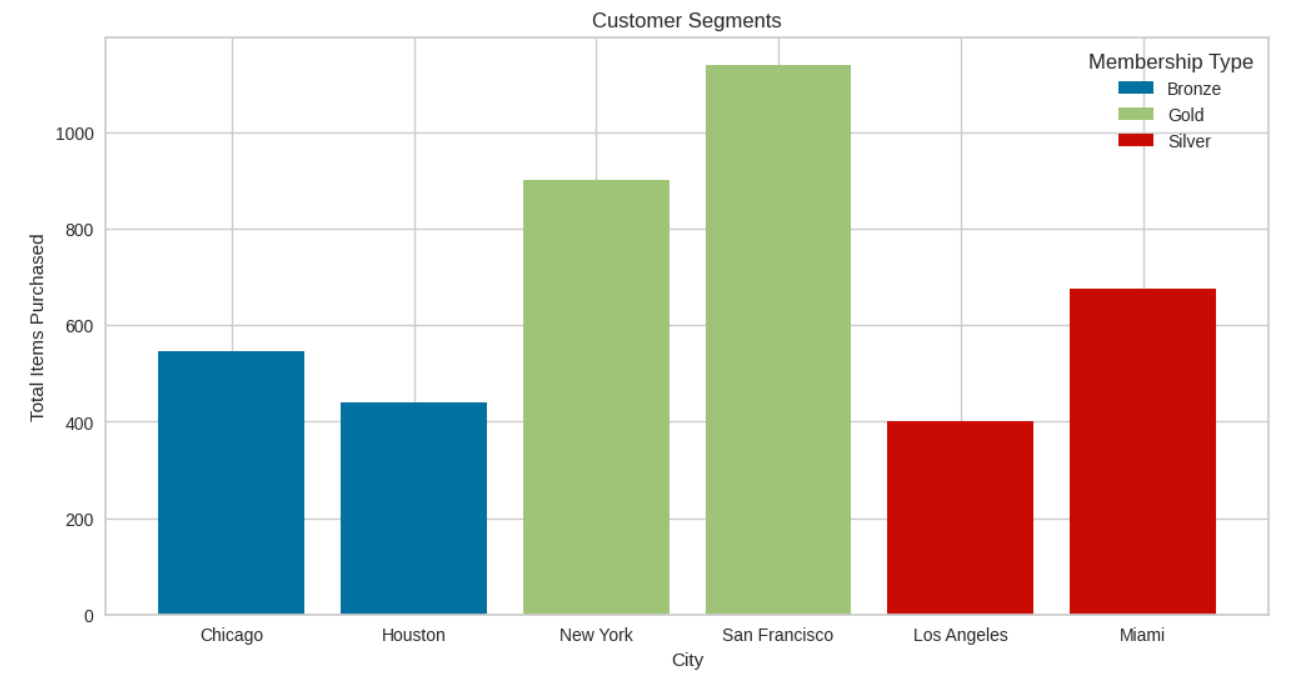 Customer Segments
Membership Type
Bronze
Gold
Silver
Total Items Purchased
1000
800
600
400
200
0
Chicago Houston New York San Francisco Los Angeles Miami
City